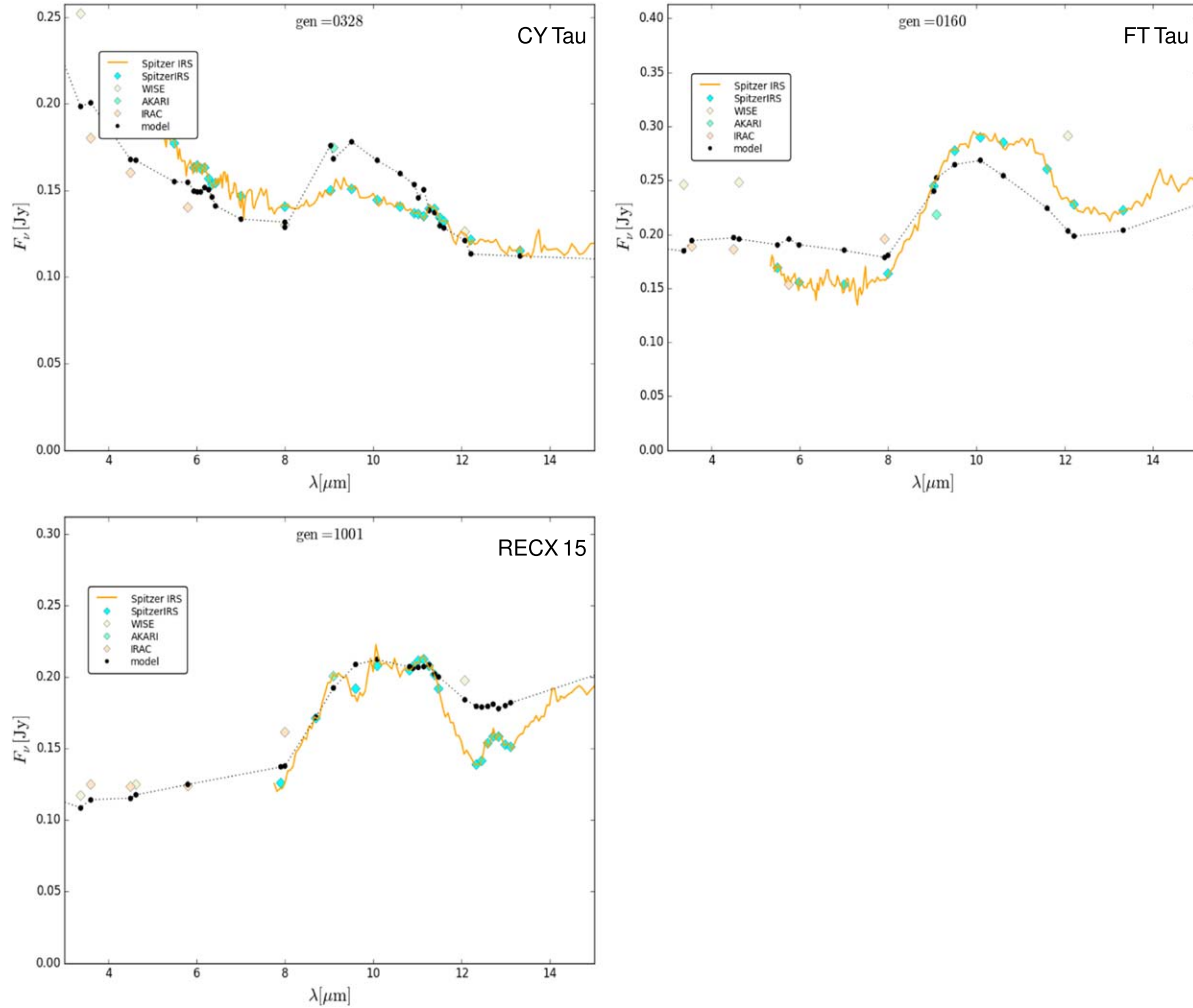 gen =0328
CY Tau
Spitzer IRS
SpitzerIRS
WISE
AKARI
IRAC
model
0.25
0.20
0.15
0.10
0.05
0.00
Fν [Jy]
4 6 8 10 12 14
λ[μm]
gen =0160
FT Tau
Spitzer IRS
SpitzerIRS
WISE
AKARI
IRAC
model
0.40
0.35
0.30
0.25
0.20
0.15
0.10
0.05
0.00
Fν [Jy]
4 6 8 10 12 14
λ[μm]
gen =1001
RECX 15
Spitzer IRS
SpitzerIRS
WISE
AKARI
IRAC
model
0.30
0.25
0.20
0.15
0.10
0.05
0.00
Fν [Jy]
4 6 8 10 12 14
λ[μm]